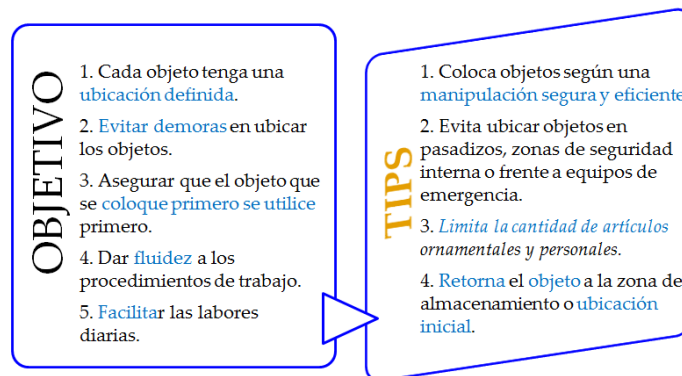 OBJETIVO
1. Cada objeto tenga una
ubicación definida.
2. Evitar demoras en ubicar
los objetos.
3. Asegurar que el objeto que
se coloque primero se utilice
primero.
4. Dar fluidez a los
procedimientos de trabajo.
5. Facilitar las labores
diarias.
TIPS
1. Coloca objetos según una
manipulación segura y eficiente
2. Evita ubicar objetos en
pasadizos, zonas de seguridad
interna o frente a equipos de
emergencia.
3. Limita la cantidad de artículos
ornamentales y personales.
4. Retorna el objeto a la zona de
almacenamiento o ubicación
inicial.